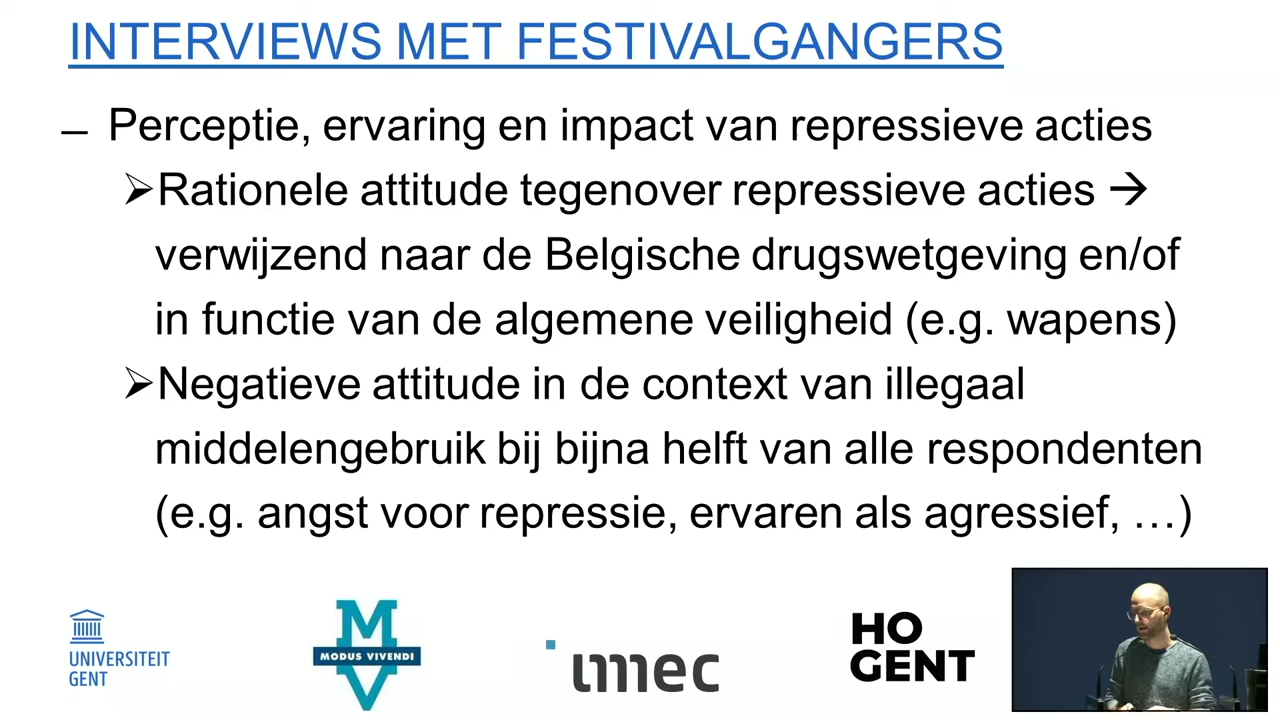 INTERVIEWS MET FESTIVALGANGERS
– Perceptie, ervaring en impact van repressieve acties
➢Rationele attitude tegenover repressieve acties →
verwijzend naar de Belgische drugswetgeving en/of
in functie van de algemene veiligheid (e.g. wapens)
➢Negatieve attitude in de context van illegaal
middelengebruik bij bijna helft van alle respondenten
(e.g. angst voor repressie, ervaren als agressief, …)
UNIVERSITEIT
GENT
M
MODUS VIVENDI
V
imec
HO
GENT